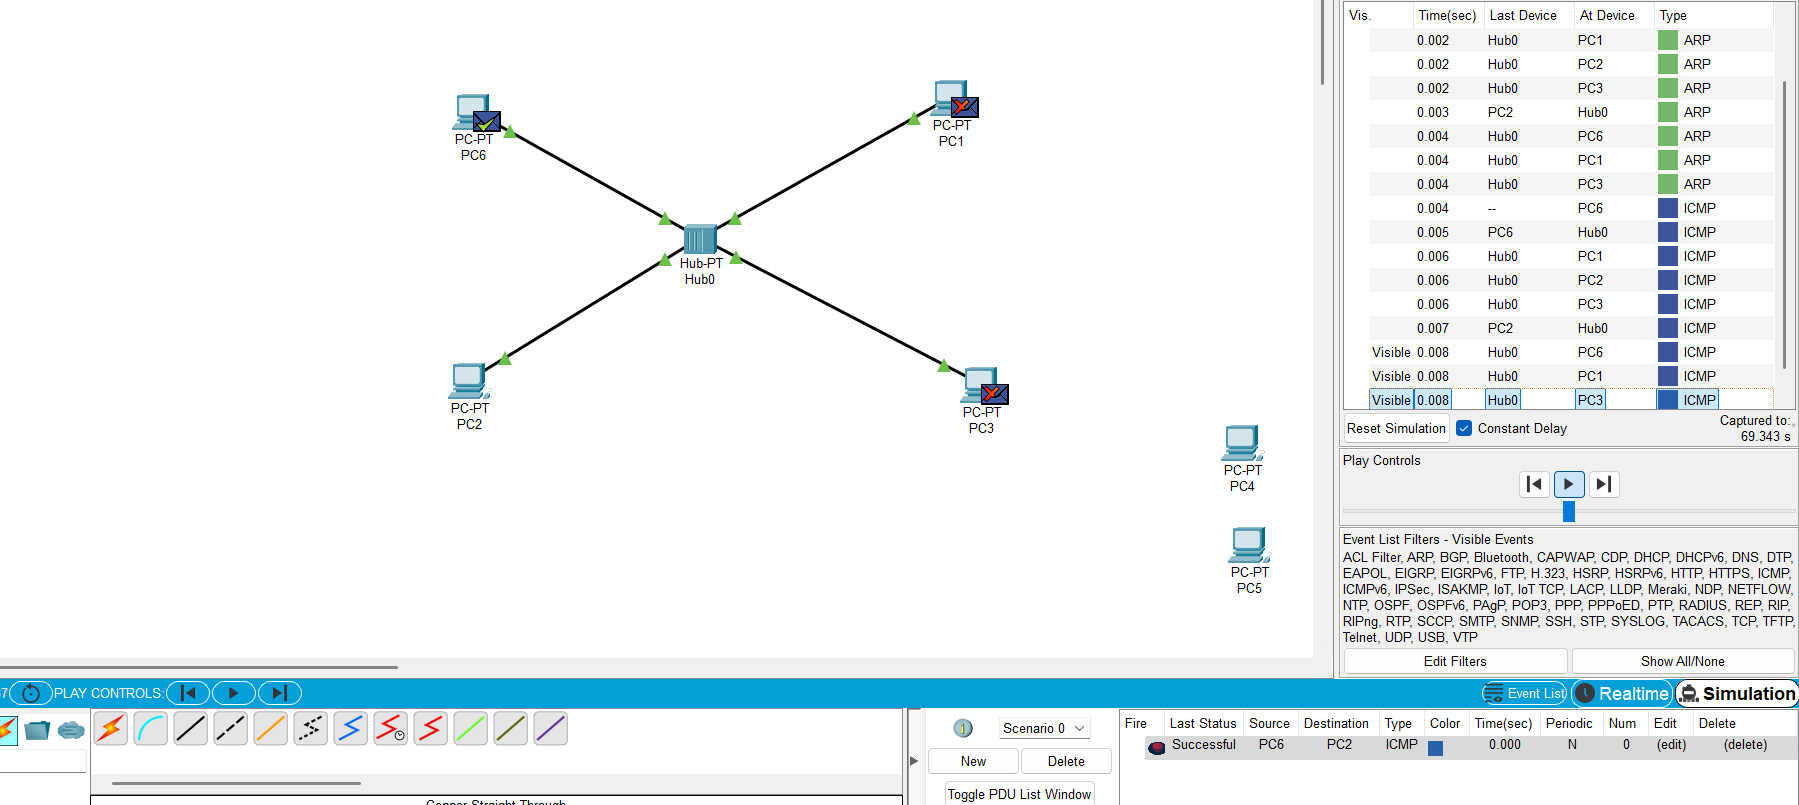 PC-PT
PC6
PC-PT
PC1
Hub-PT
Hub0
PC-PT
PC2
PC-PT
PC3
PC-PT
PC4
PC-PT
PC5
Vis. Time(sec) Last Device At Device Type
0.002 Hub0 PC1 ARP
0.002 Hub0 PC2 ARP
0.002 Hub0 PC3 ARP
0.003 PC2 Hub0 ARP
0.004 Hub0 PC6 ARP
0.004 Hub0 PC1 ARP
0.004 Hub0 PC3 ARP
0.004 -- PC6 ICMP
0.005 PC6 Hub0 ICMP
0.006 Hub0 PC1 ICMP
0.006 Hub0 PC2 ICMP
0.006 Hub0 PC3 ICMP
0.007 PC2 Hub0 ICMP
Visible 0.008 Hub0 PC6 ICMP
Visible 0.008 Hub0 PC1 ICMP
Visible 0.008 Hub0 PC3 ICMP
Reset Simulation Constant Delay Captured to:
69.343 s
Play Controls
Event List Filters - Visible Events
ACL Filter, ARP, BGP, Bluetooth, CAPWAP, CDP, DHCP, DHCPv6, DNS, DTP,
EAPOL, EIGRP, EIGRPv6, FTP, H.323, HSRP, HSRPv6, HTTP, HTTPS, ICMP,
ICMPv6, IPSec, ISAKMP, IoT, IoT TCP, LACP, LLDP, Meraki, NDP, NETFLOW,
NTP, OSPF, OSPFv6, PAgP, POP3, PPP, PPPoED, PTP, RADIUS, REP, RIP,
RIPng, RTP, SCCP, SMTP, SNMP, SSH, STP, SYSLOG, TACACS, TCP, TFTP,
Telnet, UDP, USB, VTP
Edit Filters Show All/None
7 PLAY CONTROLS: Event List Realtime Simulation
Scenario 0
New Delete
Toggle PDU List Window
Fire Last Status Source Destination Type Color Time(sec) Periodic Num Edit Delete
Successful PC6 PC2 ICMP 0.000 N 0 (edit) (delete)
Copper Straight-Through